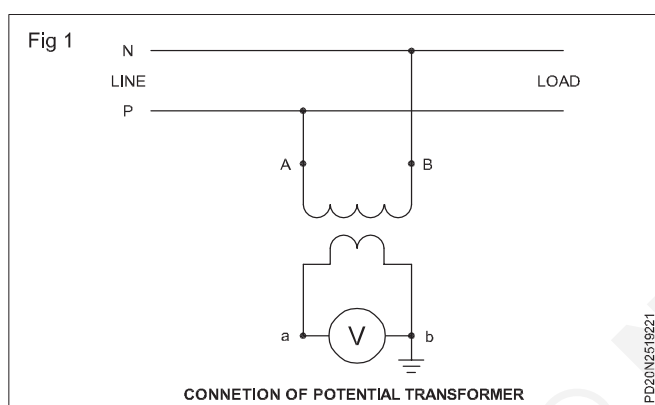 Fig 1
N
LINE
LOAD
P
A
B
a
V
b
CONNETION OF POTENTIAL TRANSFORMER
PD20N2519221